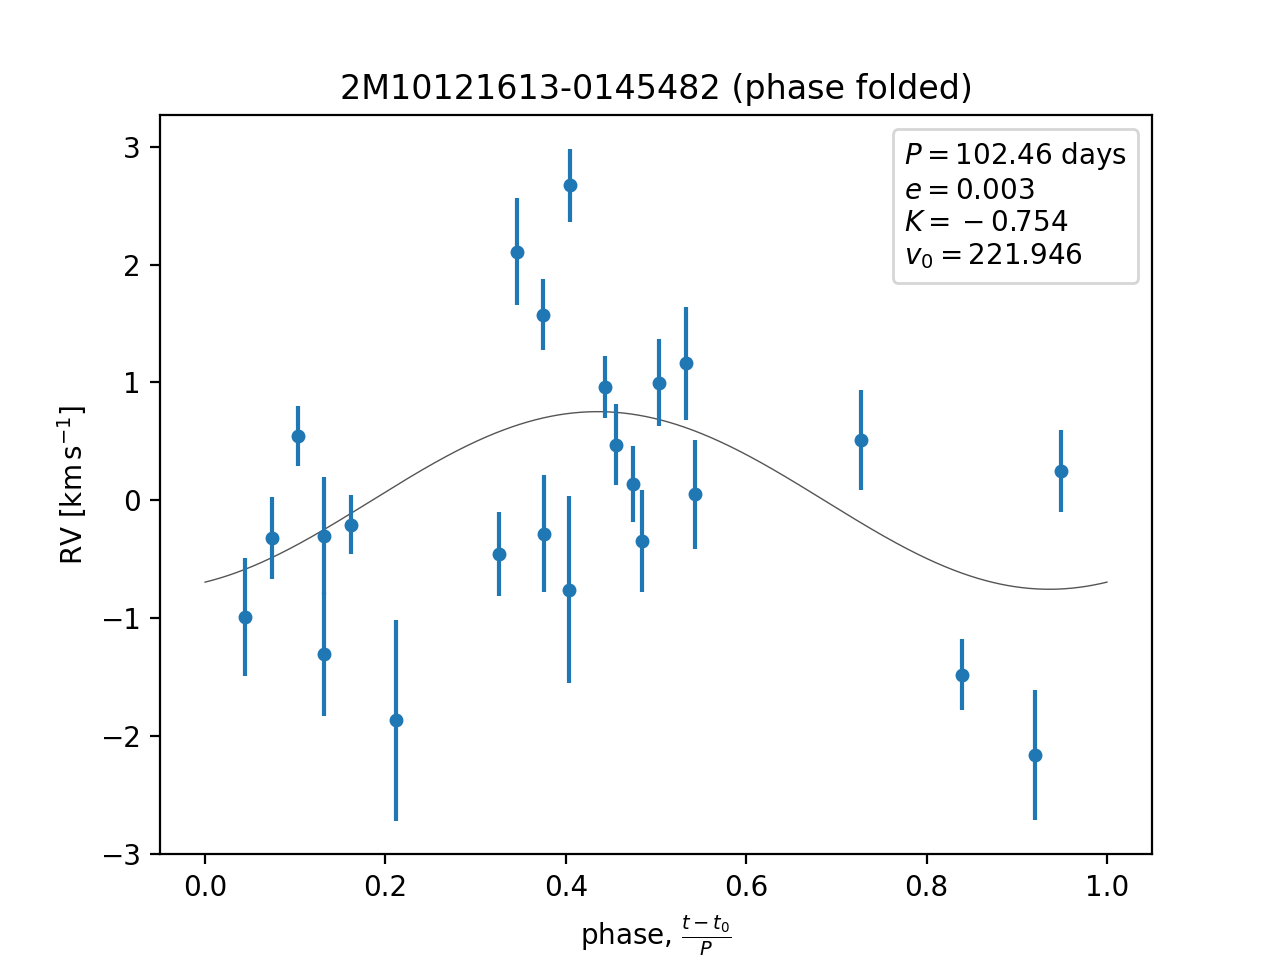 2M10121613-0145482 (phase folded)
P = 102.46 days
e = 0.003
K = −0.754
v₀ = 221.946
RV [km s⁻¹]
3
2
1
0
−1
−2
−3
0.0 0.2 0.4 0.6 0.8 1.0
phase, (t − t₀)/P